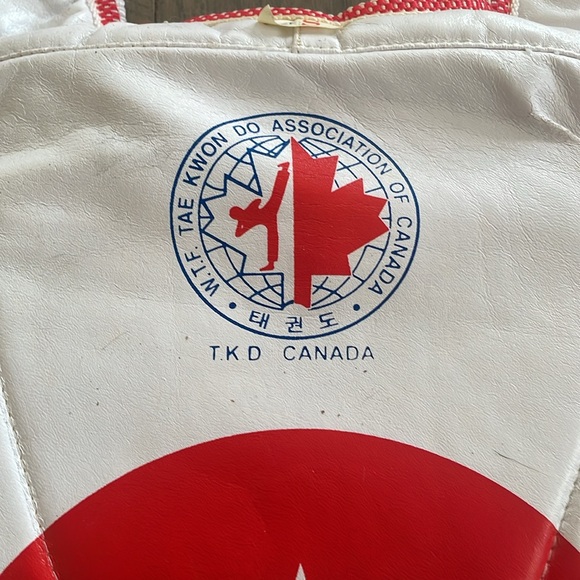 W.T.F. TAE KWON DO ASSOCIATION OF CANADA
태 권 도
T.K D CANADA